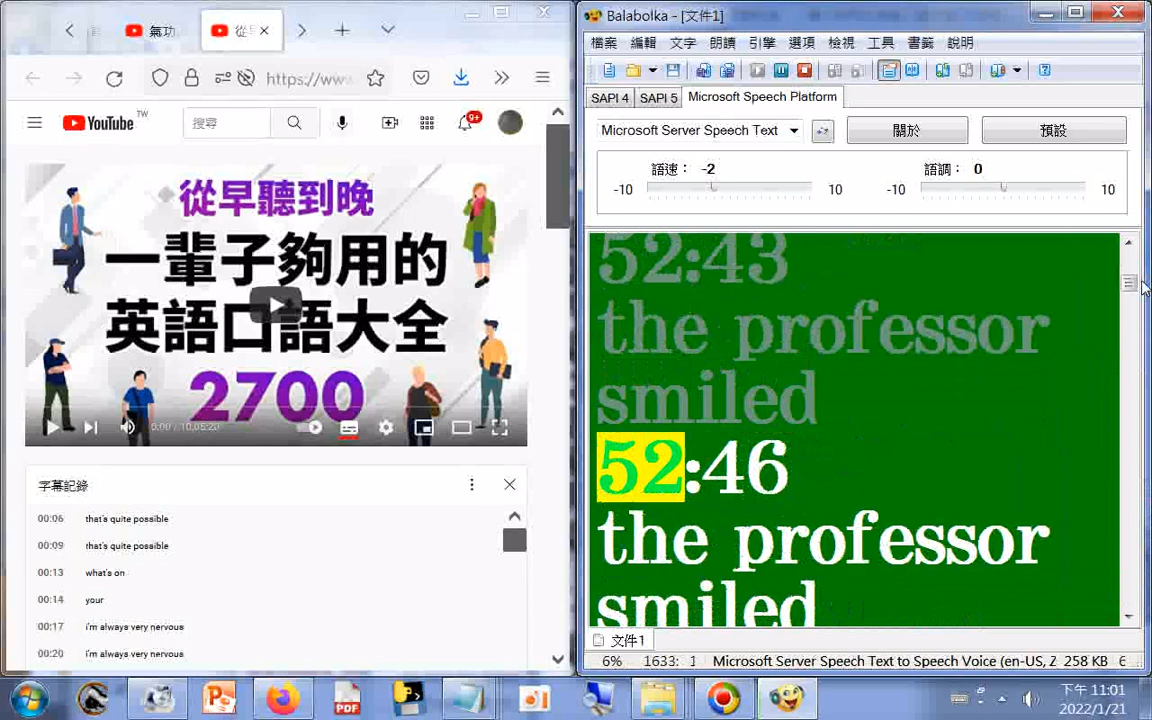 氣功
從早
https://www
YouTube TW
搜尋
9+
從早聽到晚
一輩子夠用的
英語口語大全
2700
0:00 / 10:05:20
字幕記錄
00:06 that's quite possible
00:09 that's quite possible
00:13 what's on
00:14 your
00:17 i'm always very nervous
00:20 i'm always very nervous
Balabolka - [文件1]
檔案 編輯 文字 朗讀 引擎 選項 檢視 工具 書籤 說明
SAPI 4 SAPI 5 Microsoft Speech Platform
Microsoft Server Speech Text 關於 預設
語速： -2 語調： 0
-10 10 -10 10
52:43
the professor
smiled
52:46
the professor
smiled
文件1
6% 1633: 1 Microsoft Server Speech Text to Speech Voice (en-US, Z 258 KB 6
PDF
下午 11:01
2022/1/21